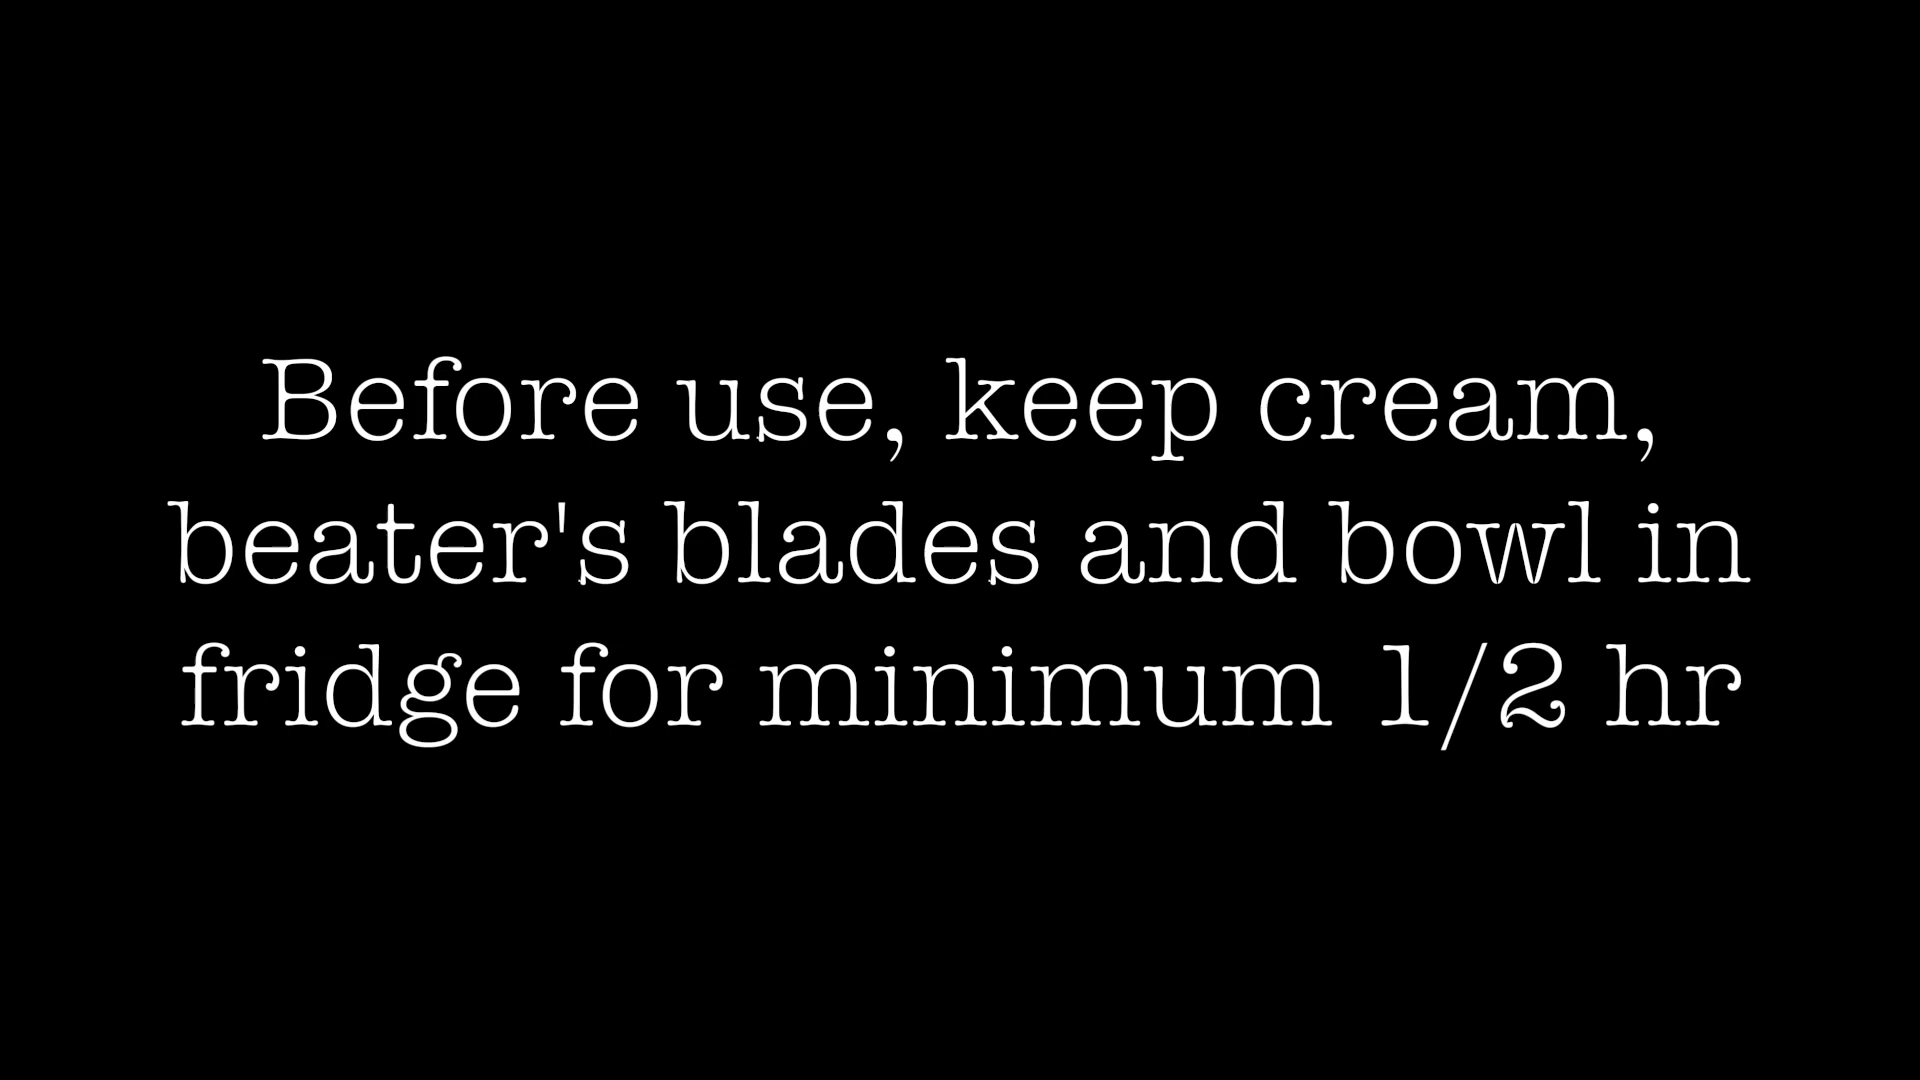 Before use, keep cream,
beater's blades and bowl in
fridge for minimum 1/2 hr